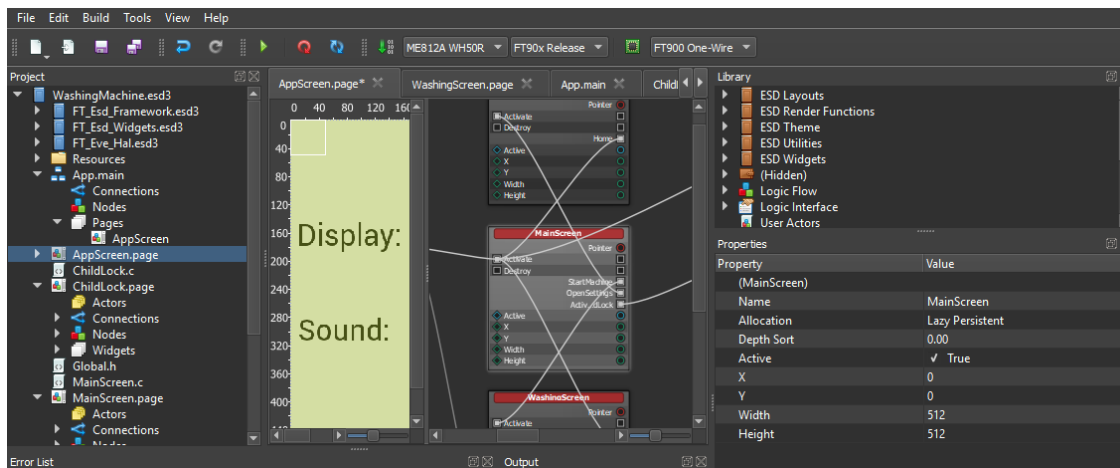 File Edit Build Tools View Help
ME812A WH50R FT90x Release FT900 One-Wire
Project
WashingMachine.esd3
FT_Esd_Framework.esd3
FT_Esd_Widgets.esd3
FT_Eve_Hal.esd3
Resources
App.main
Connections
Nodes
Pages
AppScreen
AppScreen.page
ChildLock.c
ChildLock.page
Actors
Connections
Nodes
Widgets
Global.h
MainScreen.c
MainScreen.page
Actors
Connections
AppScreen.page* WashingScreen.page App.main Childl
0 40 80 120 160
0
40
80
120
160
200
240
280
320
360
400
Display:
Sound:
Pointer
Activate
Destroy
Home
Active
X
Y
Width
Height
MainScreen
Pointer
Activate
Destroy
StartMachine
OpenSettings
Active
X
Y
Width
Height
WashingScreen
Pointer
Activate
Library
ESD Layouts
ESD Render Functions
ESD Theme
ESD Utilities
ESD Widgets
(Hidden)
Logic Flow
Logic Interface
User Actors
Properties
Property Value
(MainScreen)
Name MainScreen
Allocation Lazy Persistent
Depth Sort 0.00
Active ✓ True
X 0
Y 0
Width 512
Height 512
Error List Output